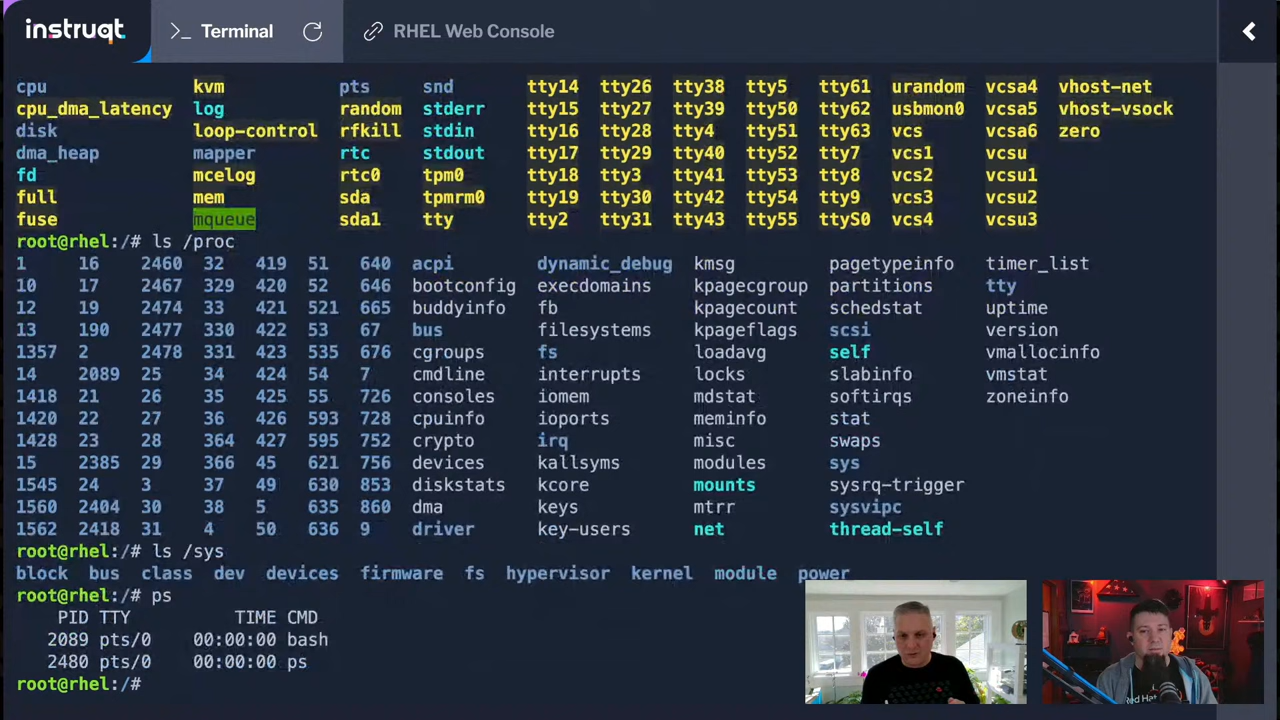 instruqt
>_ Terminal
RHEL Web Console
cpu kvm pts snd tty14 tty26 tty38 tty5 tty61 urandom vcsa4 vhost-net
cpu_dma_latency log random stderr tty15 tty27 tty39 tty50 tty62 usbmon0 vcsa5 vhost-vsock
disk loop-control rfkill stdin tty16 tty28 tty4 tty51 tty63 vcs vcsa6 zero
dma_heap mapper rtc stdout tty17 tty29 tty40 tty52 tty7 vcs1 vcsu
fd mcelog rtc0 tpm0 tty18 tty3 tty41 tty53 tty8 vcs2 vcsu1
full mem sda tpmrm0 tty19 tty30 tty42 tty54 tty9 vcs3 vcsu2
fuse mqueue sda1 tty tty2 tty31 tty43 tty55 ttyS0 vcs4 vcsu3
root@rhel:/# ls /proc
1 16 2460 32 419 51 640 acpi dynamic_debug kmsg pagetypeinfo timer_list
10 17 2467 329 420 52 646 bootconfig execdomains kpagecgroup partitions tty
12 19 2474 33 421 521 665 buddyinfo fb kpagecount schedstat uptime
13 190 2477 330 422 53 67 bus filesystems kpageflags scsi version
1357 2 2478 331 423 535 676 cgroups fs loadavg self vmallocinfo
14 2089 25 34 424 54 7 cmdline interrupts locks slabinfo vmstat
1418 21 26 35 425 55 726 consoles iomem mdstat softirqs zoneinfo
1420 22 27 36 426 593 728 cpuinfo ioports meminfo stat
1428 23 28 364 427 595 752 crypto irq misc swaps
15 2385 29 366 45 621 756 devices kallsyms modules sys
1545 24 3 37 49 630 853 diskstats kcore mounts sysrq-trigger
1560 2404 30 38 5 635 860 dma keys mtrr sysvipc
1562 2418 31 4 50 636 9 driver key-users net thread-self
root@rhel:/# ls /sys
block bus class dev devices firmware fs hypervisor kernel module power
root@rhel:/# ps
PID TTY TIME CMD
2089 pts/0 00:00:00 bash
2480 pts/0 00:00:00 ps
root@rhel:/#
Red Hat